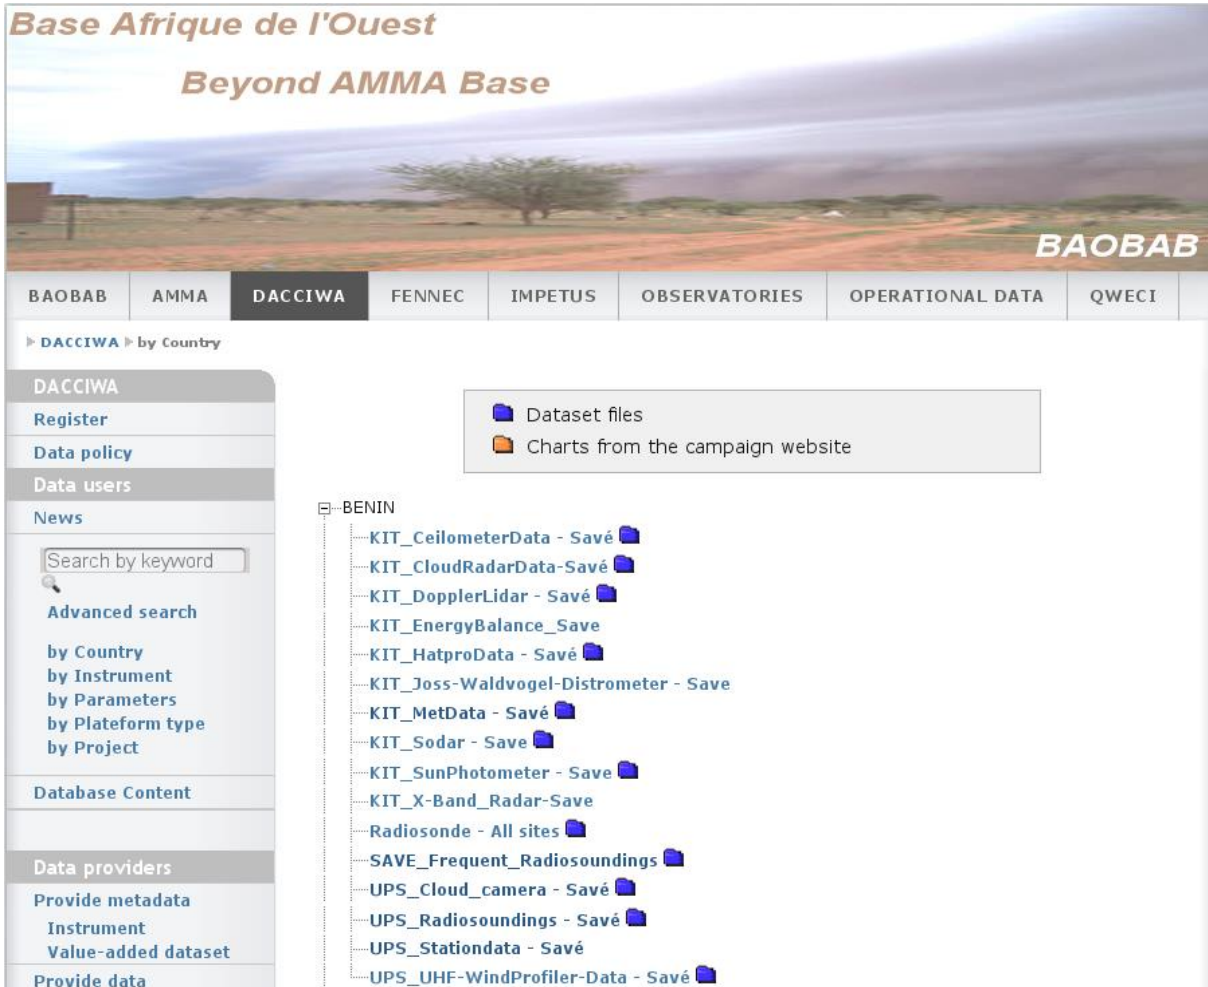 Base Afrique de l'Ouest
Beyond AMMA Base
BAOBAB
BAOBAB AMMA DACCIWA FENNEC IMPETUS OBSERVATORIES OPERATIONAL DATA QWECI
DACCIWA by Country
DACCIWA
Register
Data policy
Data users
News
Search by keyword
Advanced search
by Country
by Instrument
by Parameters
by Plateform type
by Project
Database Content
Data providers
Provide metadata
Instrument
Value-added dataset
Provide data
Dataset files
Charts from the campaign website
BENIN
KIT_CeilometerData - Savé
KIT_CloudRadarData-Savé
KIT_DopplerLidar - Savé
KIT_EnergyBalance_Save
KIT_HatproData - Savé
KIT_Joss-Waldvogel-Distrometer - Save
KIT_MetData - Savé
KIT_Sodar - Save
KIT_SunPhotometer - Save
KIT_X-Band_Radar-Save
Radiosonde - All sites
SAVE_Frequent_Radiosoundings
UPS_Cloud_camera - Savé
UPS_Radiosoundings - Savé
UPS_Stationdata - Savé
UPS_UHF-WindProfiler-Data - Savé